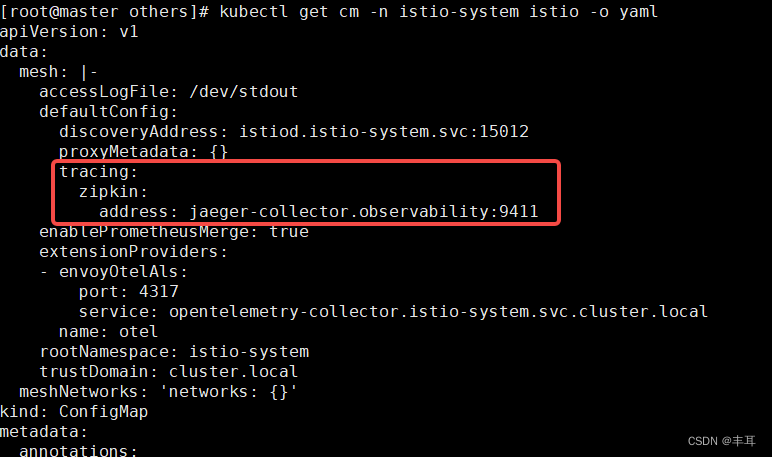 [root@master others]# kubectl get cm -n istio-system istio -o yaml
apiVersion: v1
data:
  mesh: |-
    accessLogFile: /dev/stdout
    defaultConfig:
      discoveryAddress: istiod.istio-system.svc:15012
      proxyMetadata: {}
      tracing:
        zipkin:
          address: jaeger-collector.observability:9411
    enablePrometheusMerge: true
    extensionProviders:
    - envoyOtelAls:
        port: 4317
        service: opentelemetry-collector.istio-system.svc.cluster.local
      name: otel
    rootNamespace: istio-system
    trustDomain: cluster.local
  meshNetworks: 'networks: {}'
kind: ConfigMap
metadata:
  annotations:
CSDN @丰耳